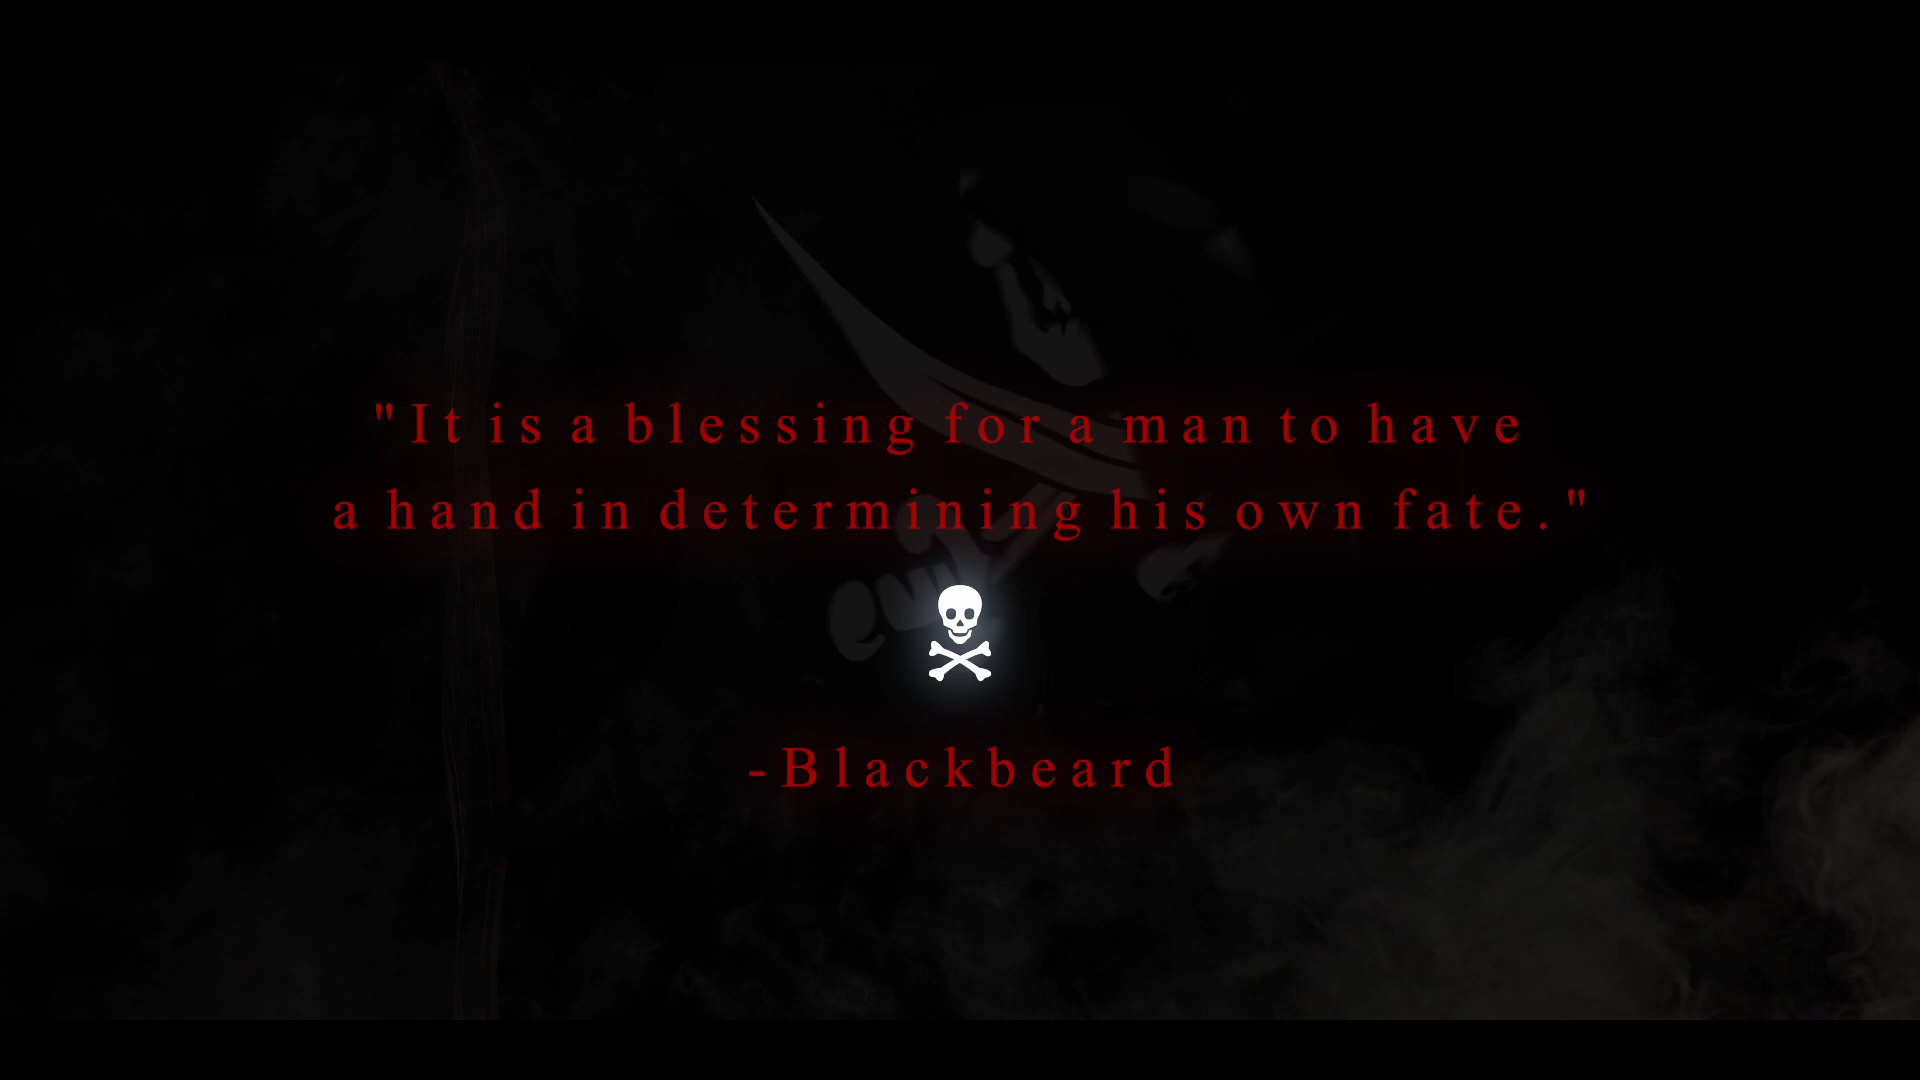 "It is a blessing for a man to have
a hand in determining his own fate."
-Blackbeard